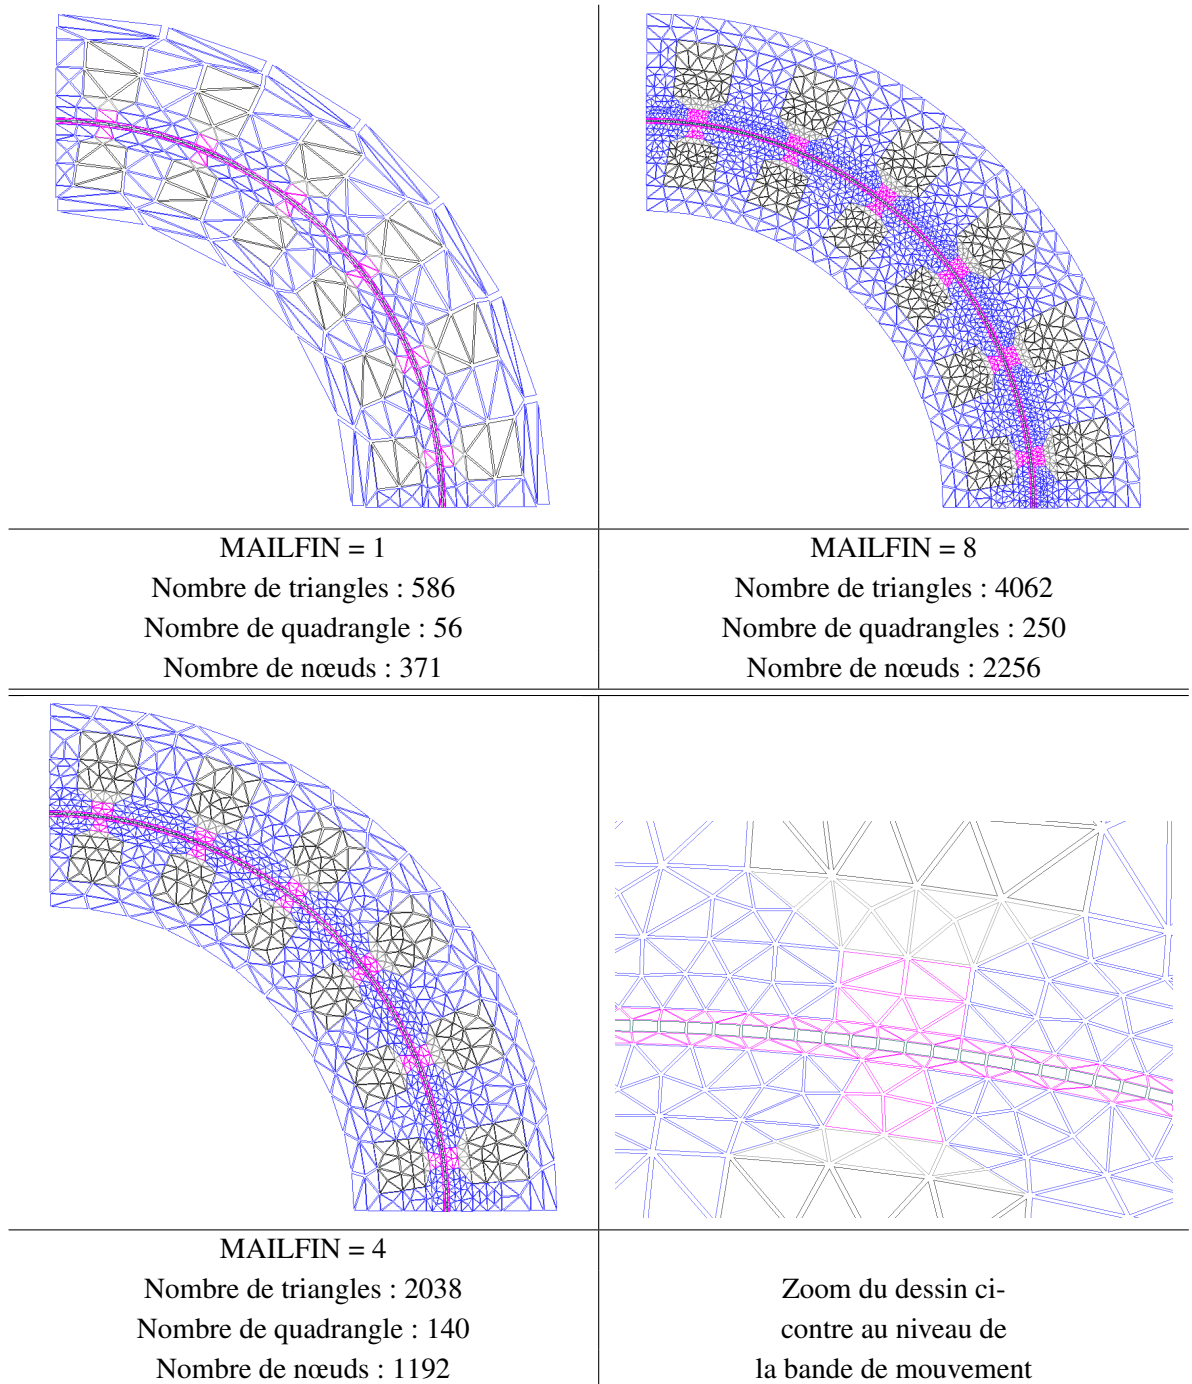 MAILFIN = 1
Nombre de triangles : 586
Nombre de quadrangle : 56
Nombre de nœuds : 371
MAILFIN = 8
Nombre de triangles : 4062
Nombre de quadrangles : 250
Nombre de nœuds : 2256
MAILFIN = 4
Nombre de triangles : 2038
Nombre de quadrangle : 140
Nombre de nœuds : 1192
Zoom du dessin ci-
contre au niveau de
la bande de mouvement